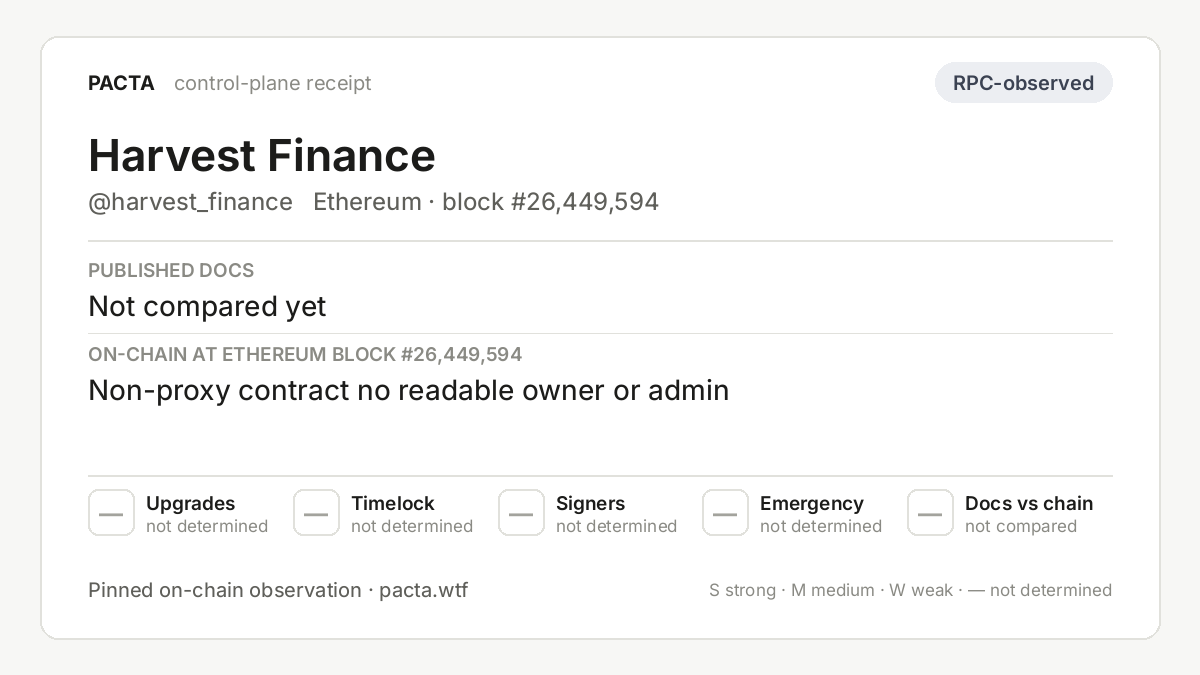 PACTA control-plane receipt RPC-observed
Harvest Finance
@harvest_finance Ethereum · block #26,449,594
PUBLISHED DOCS
Not compared yet
ON-CHAIN AT ETHEREUM BLOCK #26,449,594
Non-proxy contract no readable owner or admin
— Upgrades — Timelock — Signers — Emergency — Docs vs chain
not determined not determined not determined not determined not compared
Pinned on-chain observation · pacta.wtf S strong · M medium · W weak · — not determined